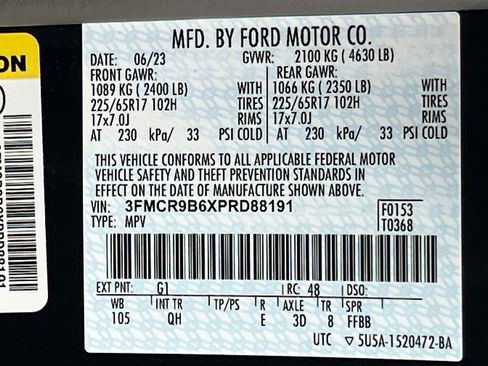 ON
MFD. BY FORD MOTOR CO.
DATE: 06/23 GVWR: 2100 KG ( 4630 LB)
FRONT GAWR: REAR GAWR:
1089 KG ( 2400 LB) WITH 1066 KG ( 2350 LB) WITH
225/65R17 102H TIRES 225/65R17 102H TIRES
17x7.0J RIMS 17x7.0J RIMS
AT 230 kPa/ 33 PSI COLD AT 230 kPa/ 33 PSI COLD
THIS VEHICLE CONFORMS TO ALL APPLICABLE FEDERAL MOTOR
VEHICLE SAFETY AND THEFT PREVENTION STANDARDS IN
EFFECT ON THE DATE OF MANUFACTURE SHOWN ABOVE.
VIN: 3FMCR9B6XPRD88191 F0153
TYPE: MPV T0368
EXT PNT: G1 RC: 48 DSO:
WB INT TR TP/PS R AXLE TR SPR
105 QH E 3D 8 FFBB
UTC ▽ 5U5A-1520472-BA